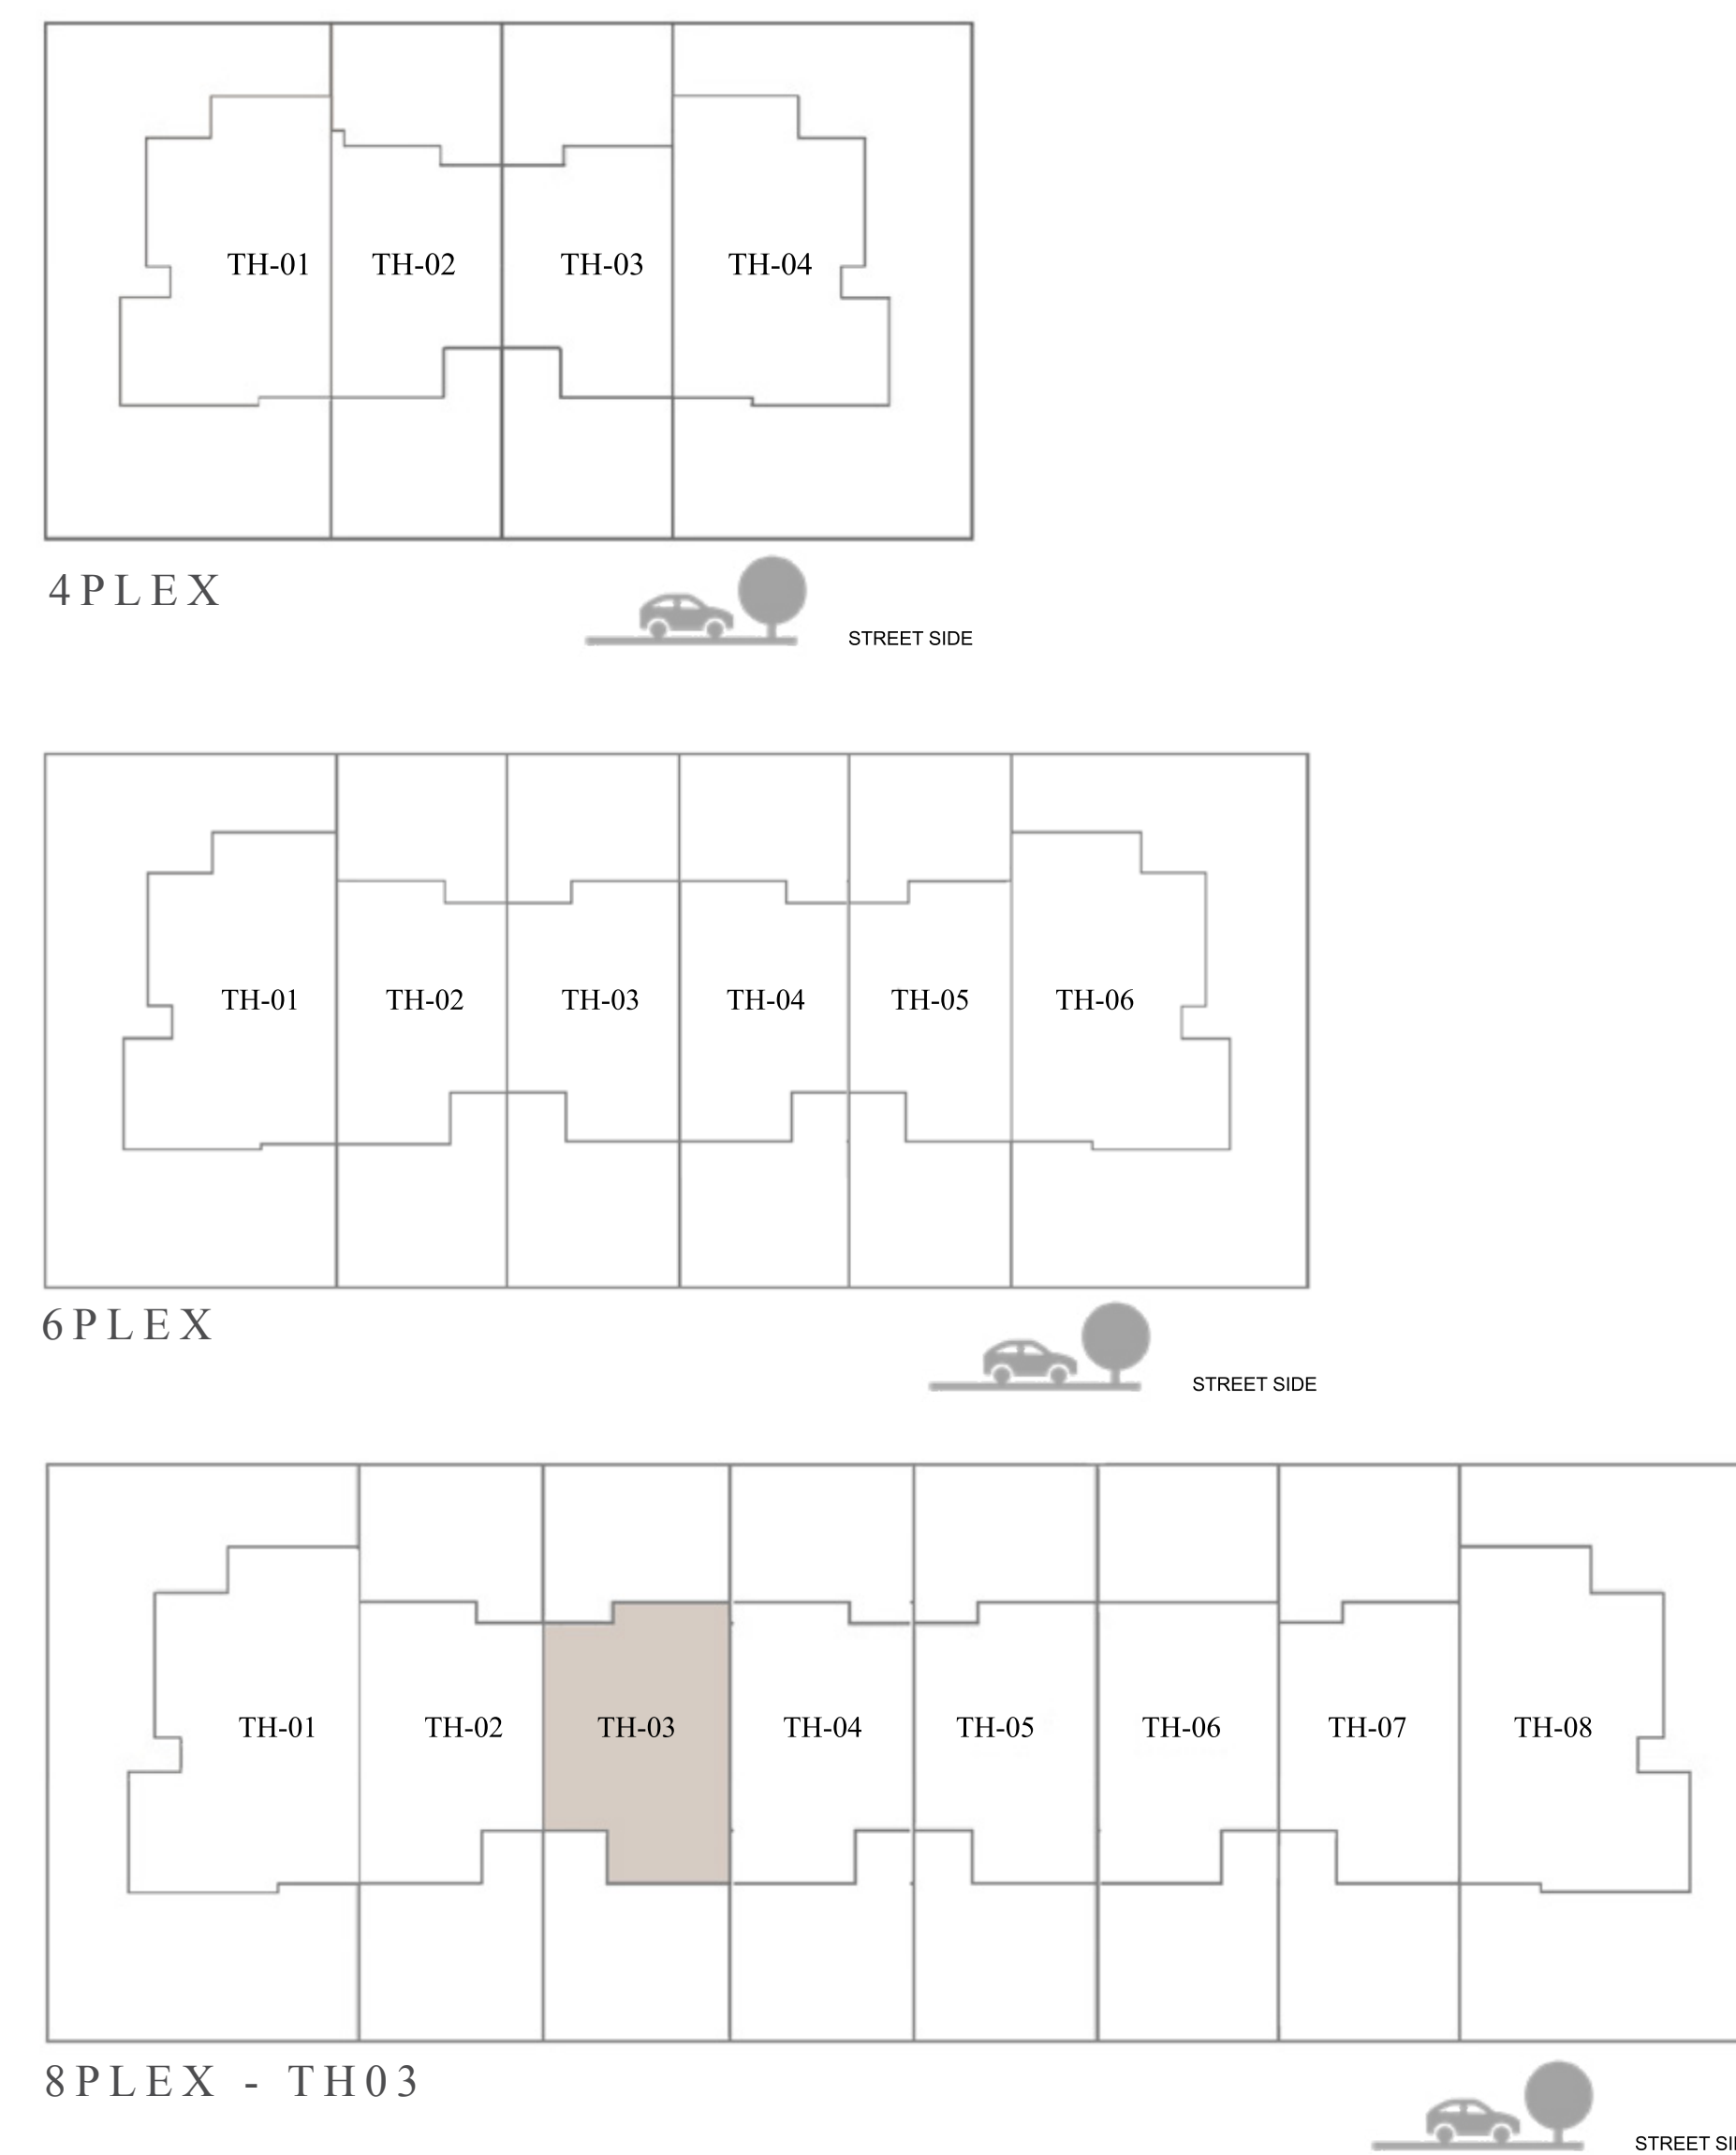 TH-01 TH-02 TH-03 TH-04
4PLEX
STREET SIDE
TH-01 TH-02 TH-03 TH-04 TH-05 TH-06
6PLEX
STREET SIDE
TH-01 TH-02 TH-03 TH-04 TH-05 TH-06 TH-07 TH-08
8PLEX - TH03
STREET